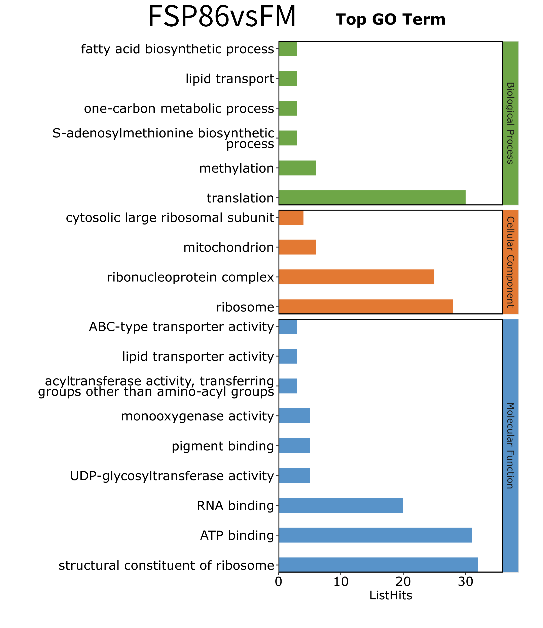 FSP86vsFM
Top GO Term
fatty acid biosynthetic process
lipid transport
one-carbon metabolic process
S-adenosylmethionine biosynthetic
process
methylation
translation
Biological Process
cytosolic large ribosomal subunit
mitochondrion
ribonucleoprotein complex
ribosome
Cellular Component
ABC-type transporter activity
lipid transporter activity
acyltransferase activity, transferring
groups other than amino-acyl groups
monooxygenase activity
pigment binding
UDP-glycosyltransferase activity
RNA binding
ATP binding
structural constituent of ribosome
Molecular Function
0 10 20 30
ListHits